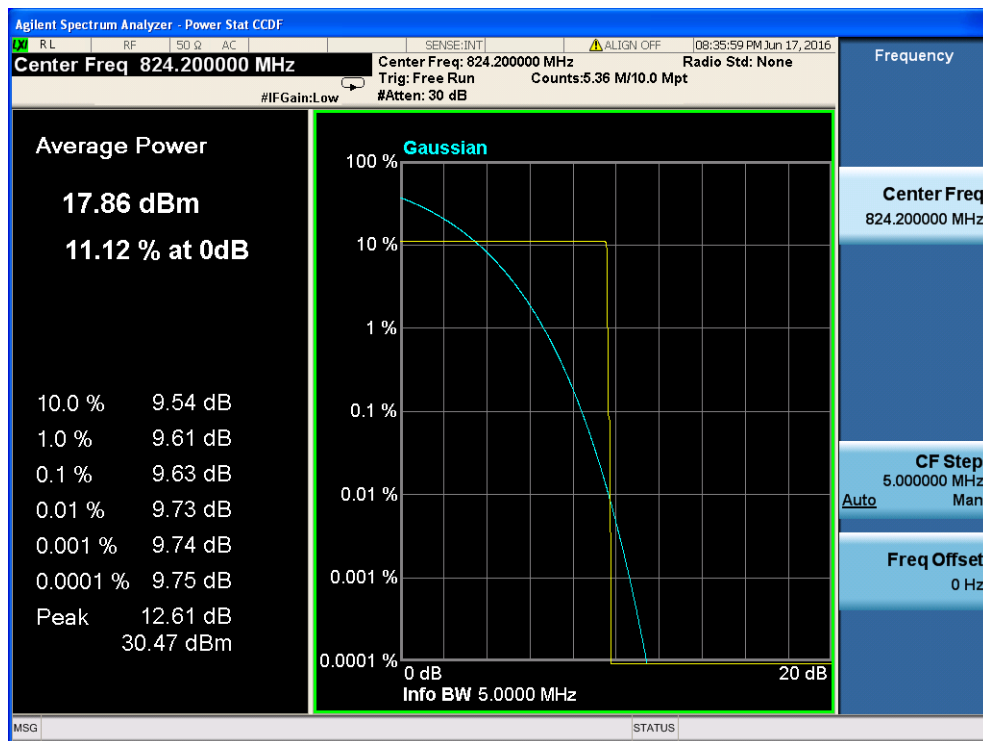 Agilent Spectrum Analyzer - Power Stat CCDF
LXI RL RF 50 Ω AC SENSE:INT ALIGN OFF 08:35:59 PM Jun 17, 2016
Center Freq 824.200000 MHz
Center Freq: 824.200000 MHz Radio Std: None
Trig: Free Run Counts:5.36 M/10.0 Mpt
#IFGain:Low #Atten: 30 dB
Frequency
Average Power
17.86 dBm
11.12 % at 0dB
10.0 % 9.54 dB
1.0 % 9.61 dB
0.1 % 9.63 dB
0.01 % 9.73 dB
0.001 % 9.74 dB
0.0001 % 9.75 dB
Peak 12.61 dB
30.47 dBm
Gaussian
100 %
10 %
1 %
0.1 %
0.01 %
0.001 %
0.0001 %
0 dB 20 dB
Info BW 5.0000 MHz
Center Freq
824.200000 MHz
CF Step
5.000000 MHz
Auto Man
Freq Offset
0 Hz
MSG STATUS